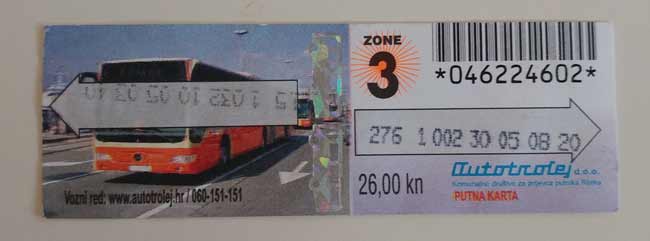 ZONE
3
*046224602*
276 1 002 30 05 08 20
26,00 kn
autotrolej d.o.o.
Komunalno društvo za prijevoz putnika Rijeka
PUTNA KARTA
Vozni red: www.autotrolej.hr / 060-151-151